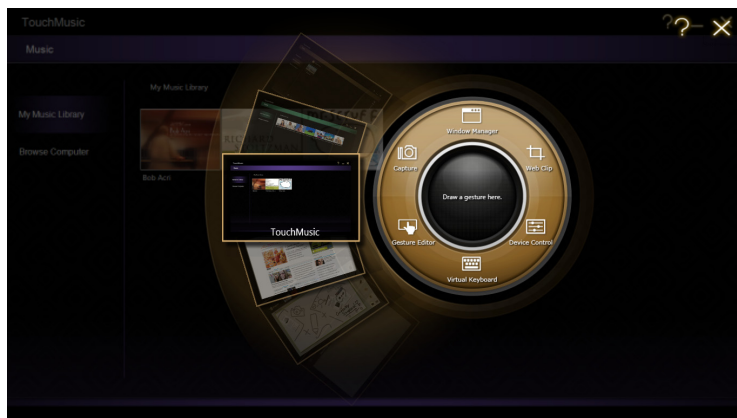 TouchMusic
? ? – ×
Music
My Music Library
My Music Library
Browse Computer
Bob Acri
RICHARD
TouchMusic
Window Manager
Capture
Web Clip
Draw a gesture here.
Gesture Editor
Device Control
Virtual Keyboard